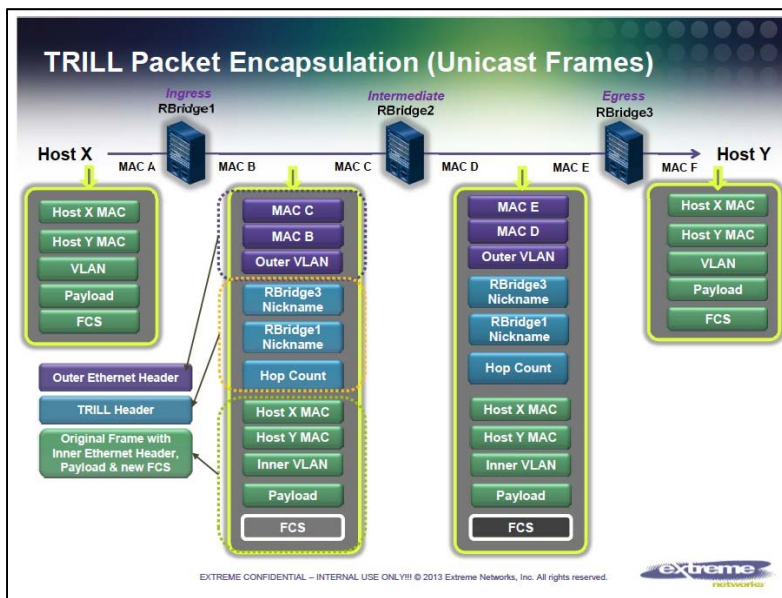 TRILL Packet Encapsulation (Unicast Frames)
Ingress
RBridge1
Intermediate
RBridge2
Egress
RBridge3
Host X
Host Y
MAC A
MAC B
MAC C
MAC D
MAC E
MAC F
Host X MAC
Host Y MAC
VLAN
Payload
FCS
MAC C
MAC B
Outer VLAN
RBridge3
Nickname
RBridge1
Nickname
Hop Count
Host X MAC
Host Y MAC
Inner VLAN
Payload
FCS
MAC E
MAC D
Outer VLAN
RBridge3
Nickname
RBridge1
Nickname
Hop Count
Host X MAC
Host Y MAC
Inner VLAN
Payload
FCS
Host X MAC
Host Y MAC
VLAN
Payload
FCS
Outer Ethernet Header
TRILL Header
Original Frame with
Inner Ethernet Header,
Payload & new FCS
EXTREME CONFIDENTIAL – INTERNAL USE ONLY!!! © 2013 Extreme Networks, Inc. All rights reserved.
extreme
networks